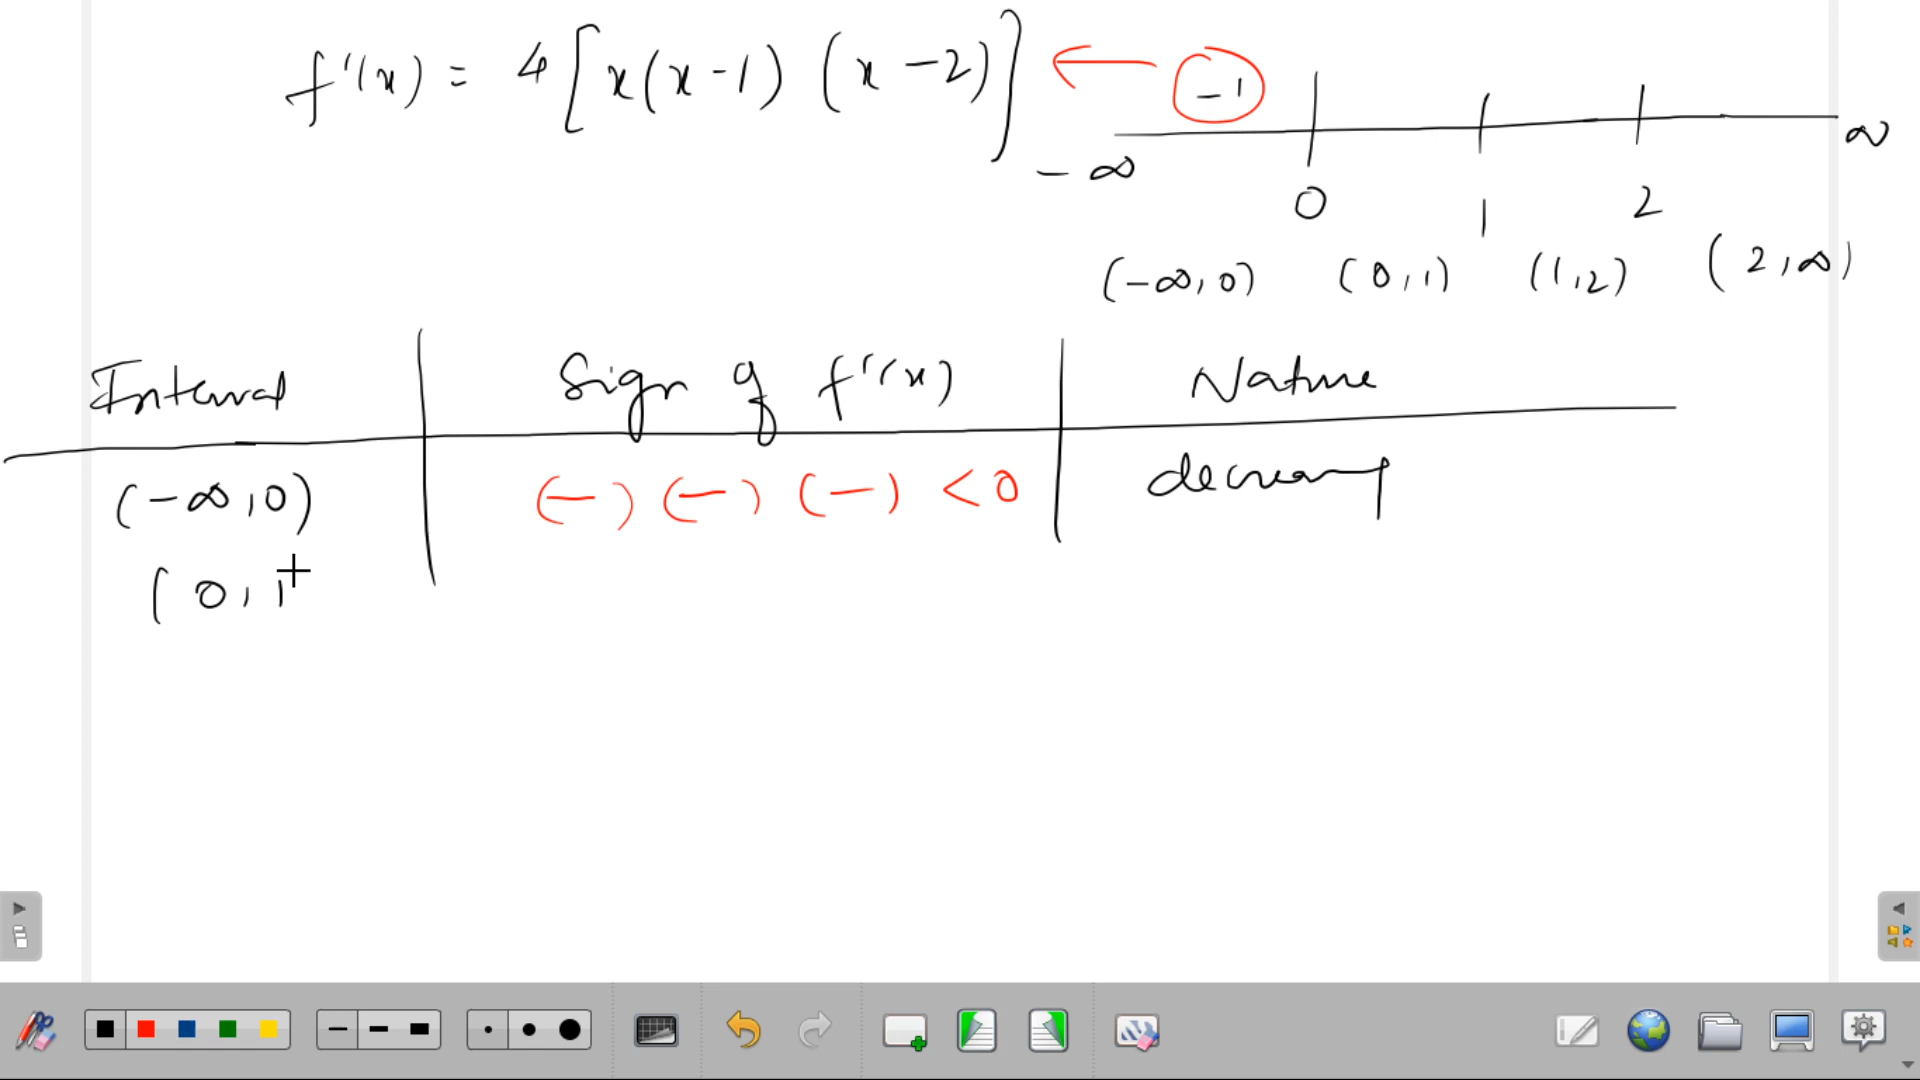 f'(x) = 4[x(x-1)(x-2)] ← -1
-∞ 0 1 2 ∞
(-∞,0) (0,1) (1,2) (2,∞)
Interval Sign of f'(x) Nature
(-∞,0) (-)(-)(-) <0
(0,1